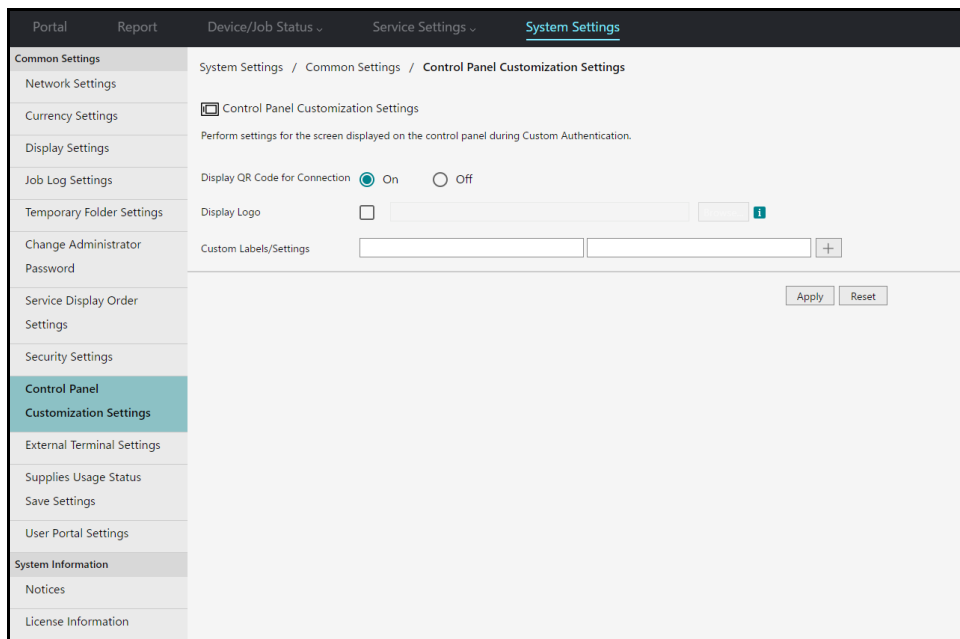 Portal Report Device/Job Status Service Settings System Settings
Common Settings
Network Settings
Currency Settings
Display Settings
Job Log Settings
Temporary Folder Settings
Change Administrator
Password
Service Display Order
Settings
Security Settings
Control Panel
Customization Settings
External Terminal Settings
Supplies Usage Status
Save Settings
User Portal Settings
System Information
Notices
License Information
System Settings / Common Settings / Control Panel Customization Settings
Control Panel Customization Settings
Perform settings for the screen displayed on the control panel during Custom Authentication.
Display QR Code for Connection On Off
Display Logo i
Custom Labels/Settings +
Apply Reset